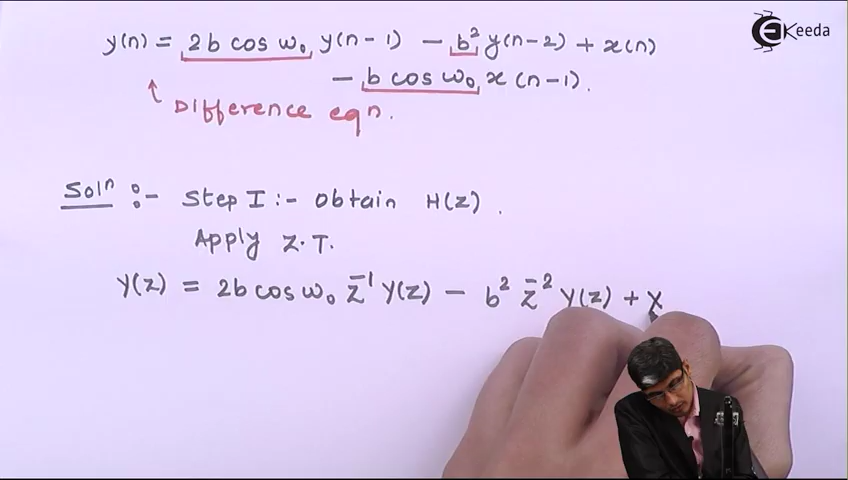 y(n) = 2b cos ω₀ y(n-1) - b² y(n-2) + x(n)
- b cos ω₀ x(n-1).
↑ Difference eqn.
Solⁿ :- Step I :- Obtain H(z).
Apply Z.T.
Y(z) = 2b cos ω₀ z⁻¹ Y(z) - b² z⁻² Y(z) + X
Ekeeda